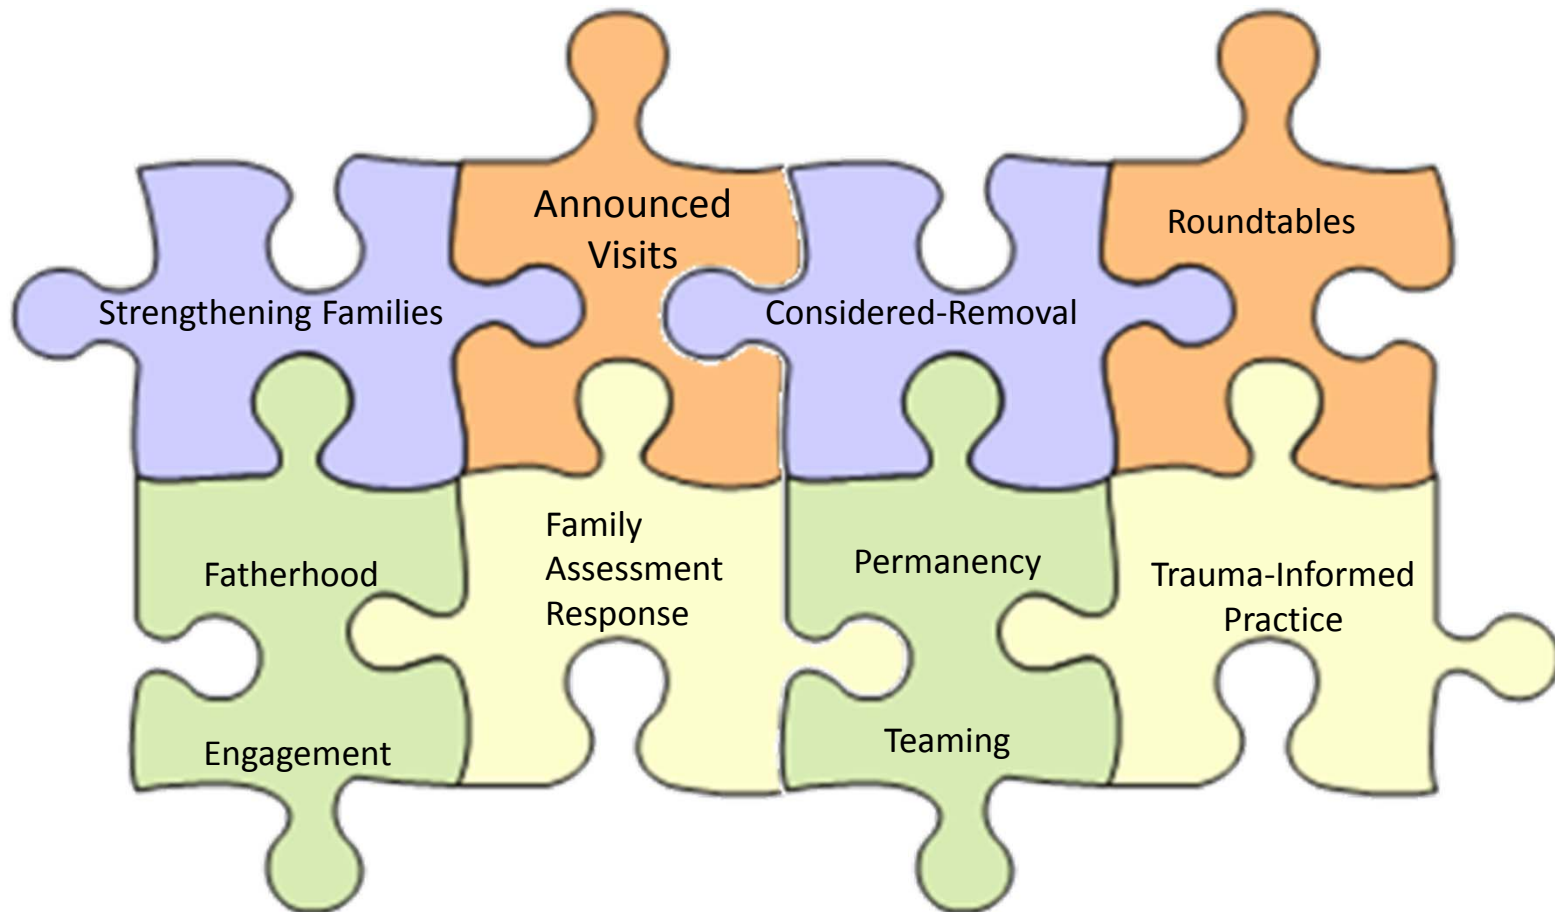 Announced
Visits
Roundtables
Strengthening Families
Considered-Removal
Family
Assessment
Response
Fatherhood
Engagement
Permanency
Teaming
Trauma-Informed
Practice